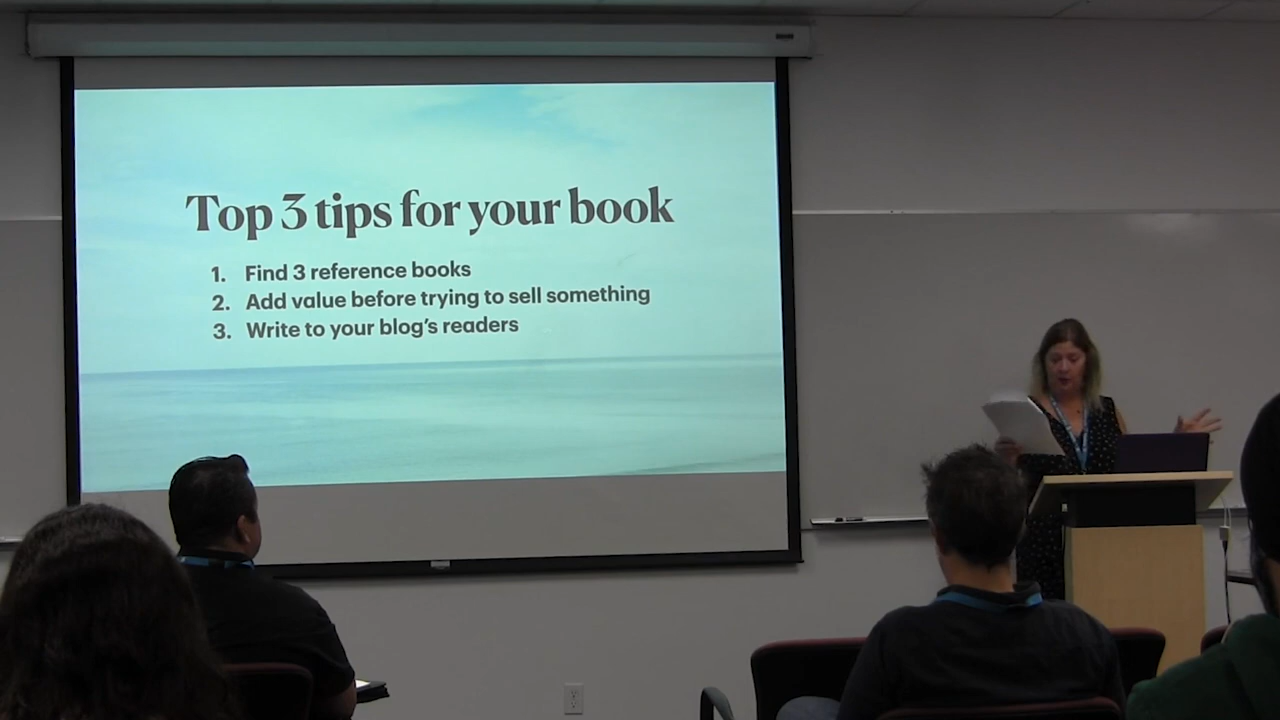 Top 3 tips for your book
1. Find 3 reference books
2. Add value before trying to sell something
3. Write to your blog's readers